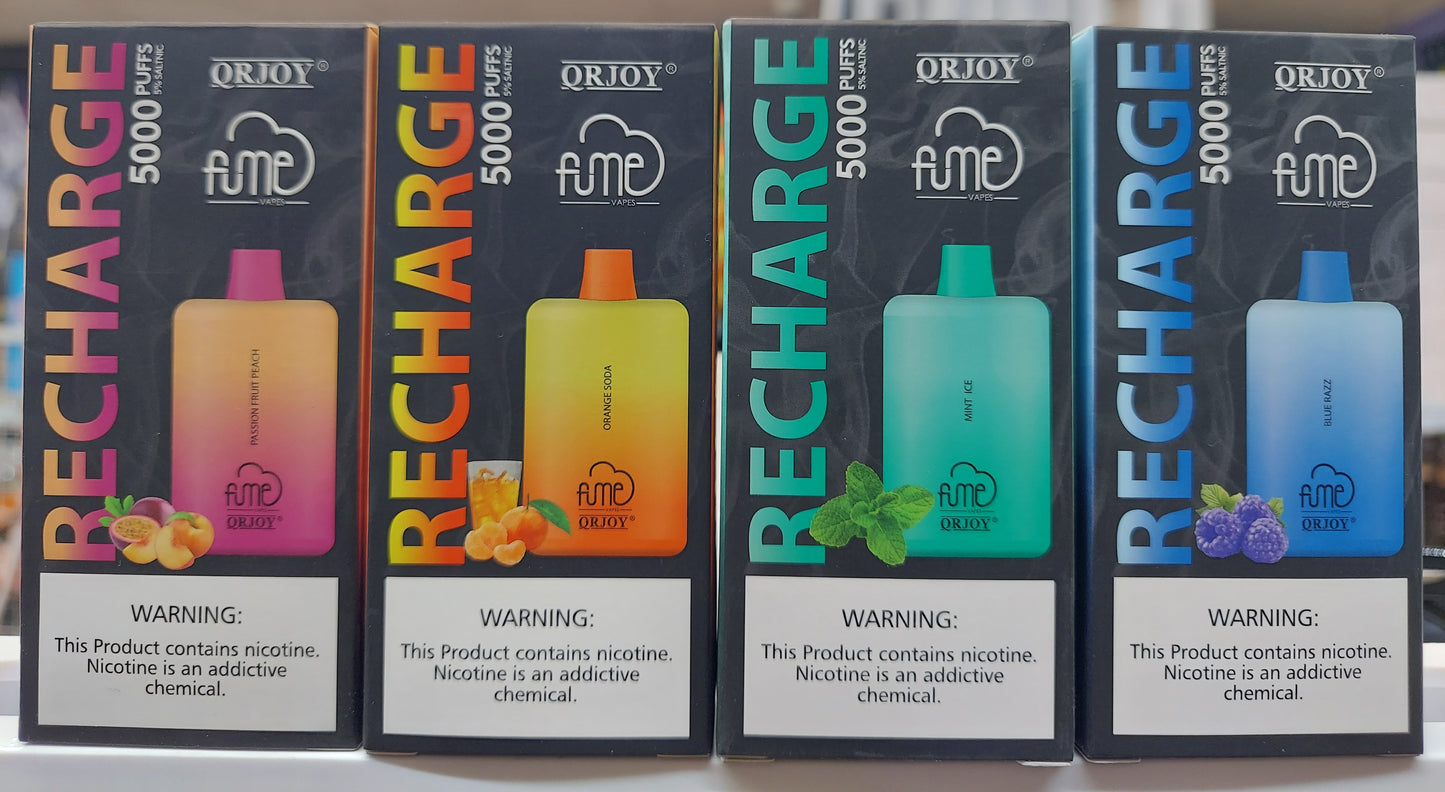 RECHARGE
5000 PUFFS
5% SALTNIC
QRJOY®
fume
VAPES
PASSION FRUIT PEACH
fume
VAPES
QRJOY®
WARNING:
This Product contains nicotine.
Nicotine is an addictive
chemical.
RECHARGE
5000 PUFFS
5% SALTNIC
QRJOY®
fume
VAPES
ORANGE SODA
fume
VAPES
QRJOY®
WARNING:
This Product contains nicotine.
Nicotine is an addictive
chemical.
RECHARGE
5000 PUFFS
5% SALTNIC
QRJOY®
fume
VAPES
MINT ICE
fume
VAPES
QRJOY®
WARNING:
This Product contains nicotine.
Nicotine is an addictive
chemical.
RECHARGE
5000 PUFFS
5% SALTNIC
QRJOY®
fume
VAPES
BLUE RAZZ
fume
VAPES
QRJOY®
WARNING:
This Product contains nicotine.
Nicotine is an addictive
chemical.